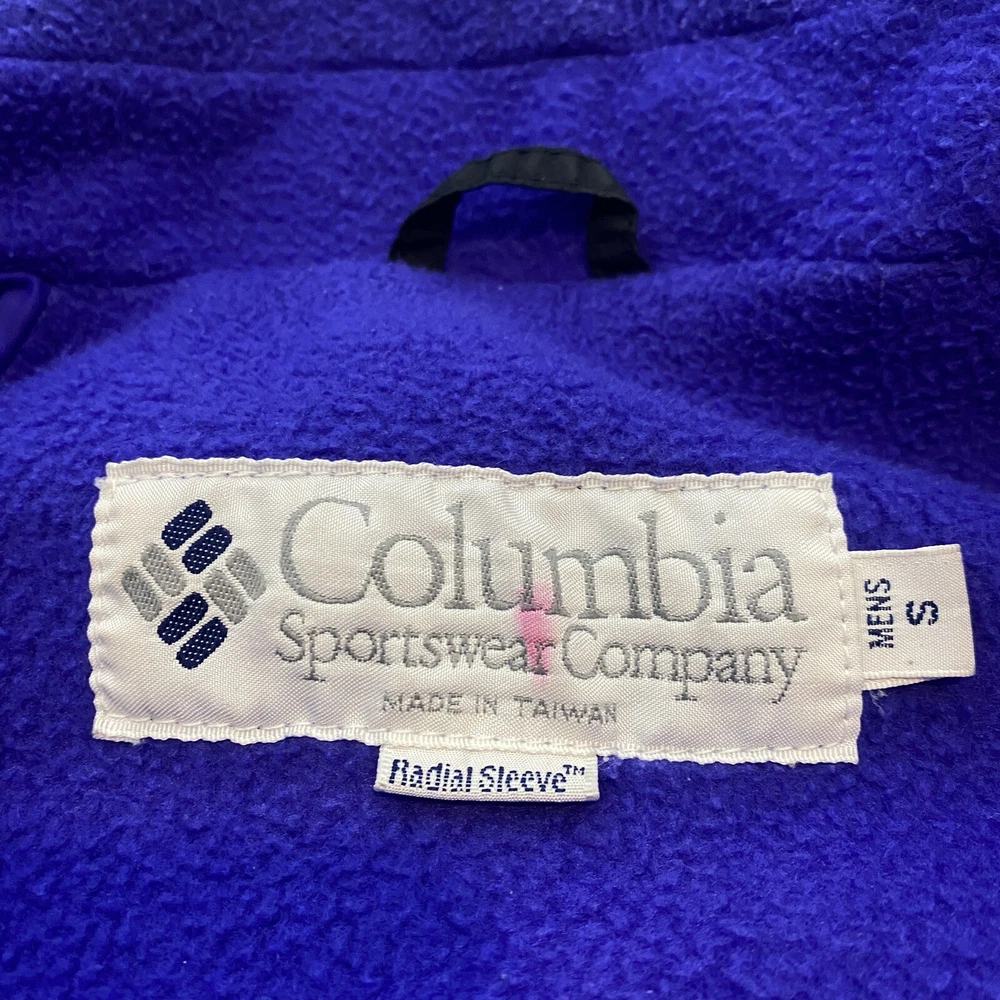 Columbia
Sportswear Company
MADE IN TAIWAN
Radial Sleeve™
MENS
S